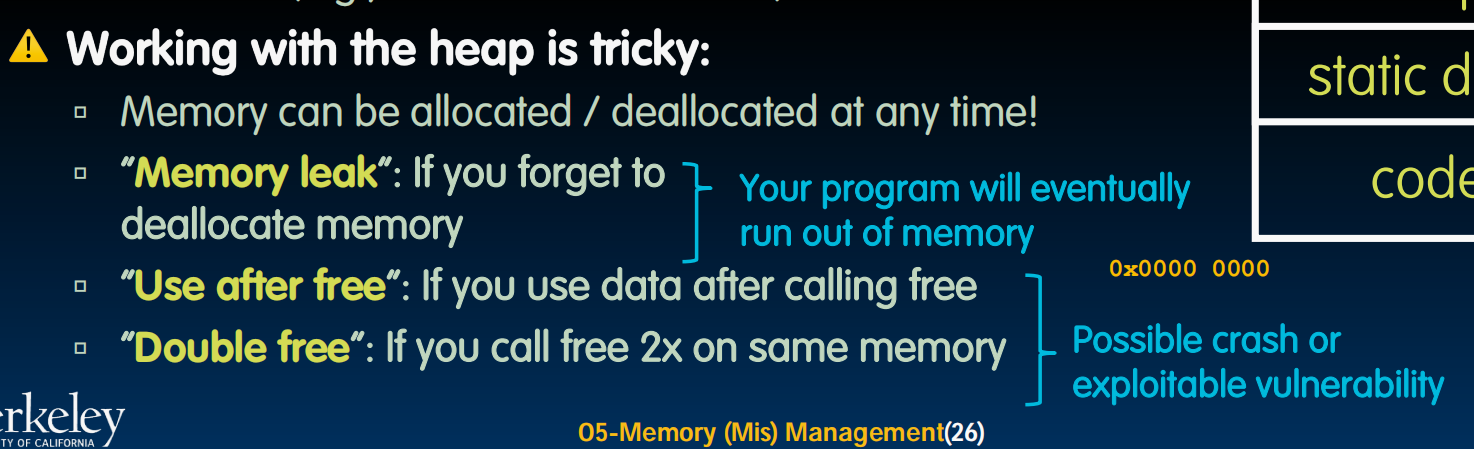 Working with the heap is tricky:
Memory can be allocated / deallocated at any time!
"Memory leak": If you forget to
deallocate memory
Your program will eventually
run out of memory
"Use after free": If you use data after calling free
"Double free": If you call free 2x on same memory
Possible crash or
exploitable vulnerability
static d
code
0x0000 0000
erkeley
TY OF CALIFORNIA
05-Memory (Mis) Management(26)